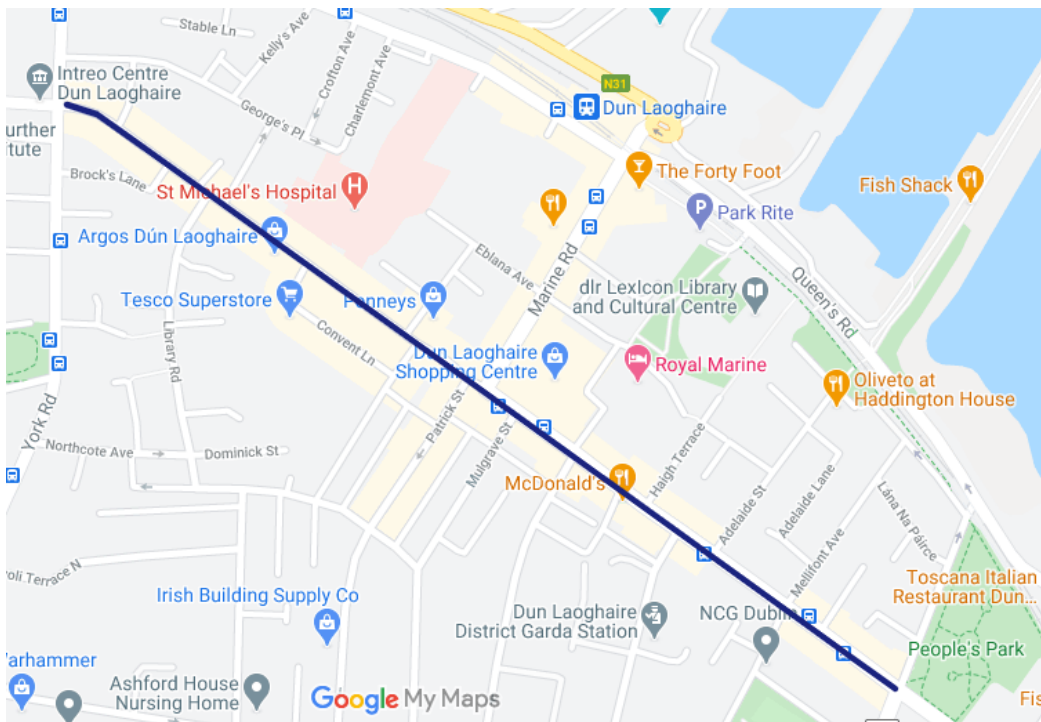 Stable Ln
Kelly's Ave
Crofton Ave
Charlemont Ave
George's Pl
Intreo Centre
Dun Laoghaire
urther
itute
Brock's Lane
St Michael's Hospital
H
N31
Dun Laoghaire
The Forty Foot
P
Park Rite
Fish Shack
Argos Dún Laoghaire
Tesco Superstore
Penneys
Eblana Ave
Marine Rd
dlr LexIcon Library
and Cultural Centre
Queen's Rd
Convent Ln
Library Rd
Dun Laoghaire
Shopping Centre
Royal Marine
Oliveto at
Haddington House
York Rd
Patrick St
Mulgrave St
Northcote Ave
Dominick St
McDonald's
Haigh Terrace
Adelaide St
Adelaide Lane
Lána Na Páirce
Mellifont Ave
oli Terrace N
Irish Building Supply Co
Dun Laoghaire
District Garda Station
NCG Dublin
Toscana Italian
Restaurant Dun...
People's Park
arhammer
Ashford House
Nursing Home
Google My Maps
Fis